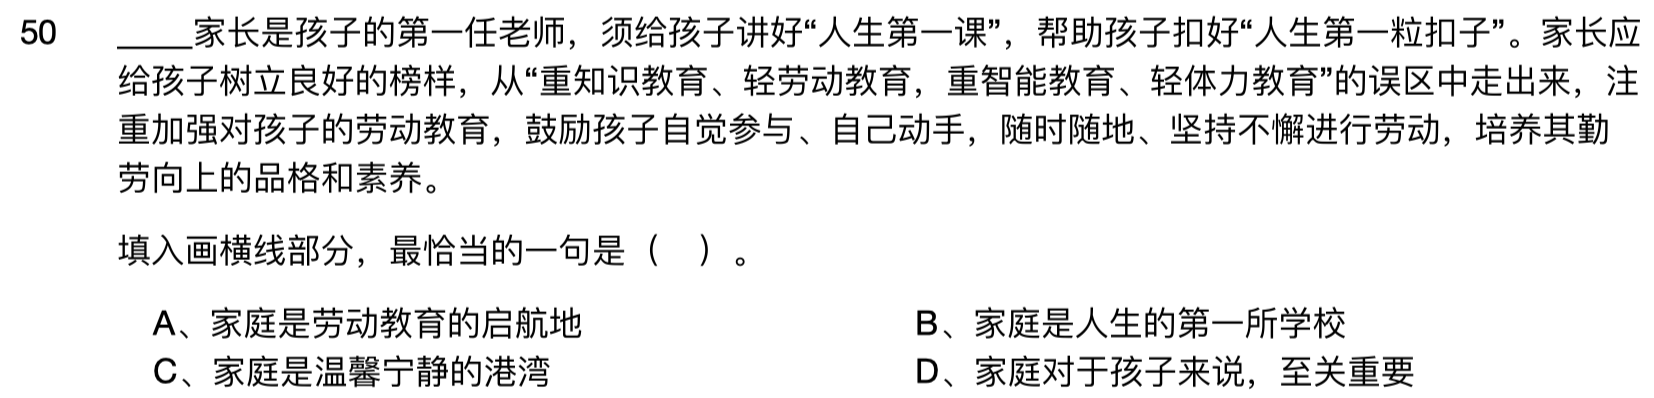 50 ____家长是孩子的第一任老师，须给孩子讲好“人生第一课”，帮助孩子扣好“人生第一粒扣子”。家长应
给孩子树立良好的榜样，从“重知识教育、轻劳动教育，重智能教育、轻体力教育”的误区中走出来，注
重加强对孩子的劳动教育，鼓励孩子自觉参与、自己动手，随时随地、坚持不懈进行劳动，培养其勤
劳向上的品格和素养。
填入画横线部分，最恰当的一句是（ ）。
A、家庭是劳动教育的启航地 B、家庭是人生的第一所学校
C、家庭是温馨宁静的港湾 D、家庭对于孩子来说，至关重要